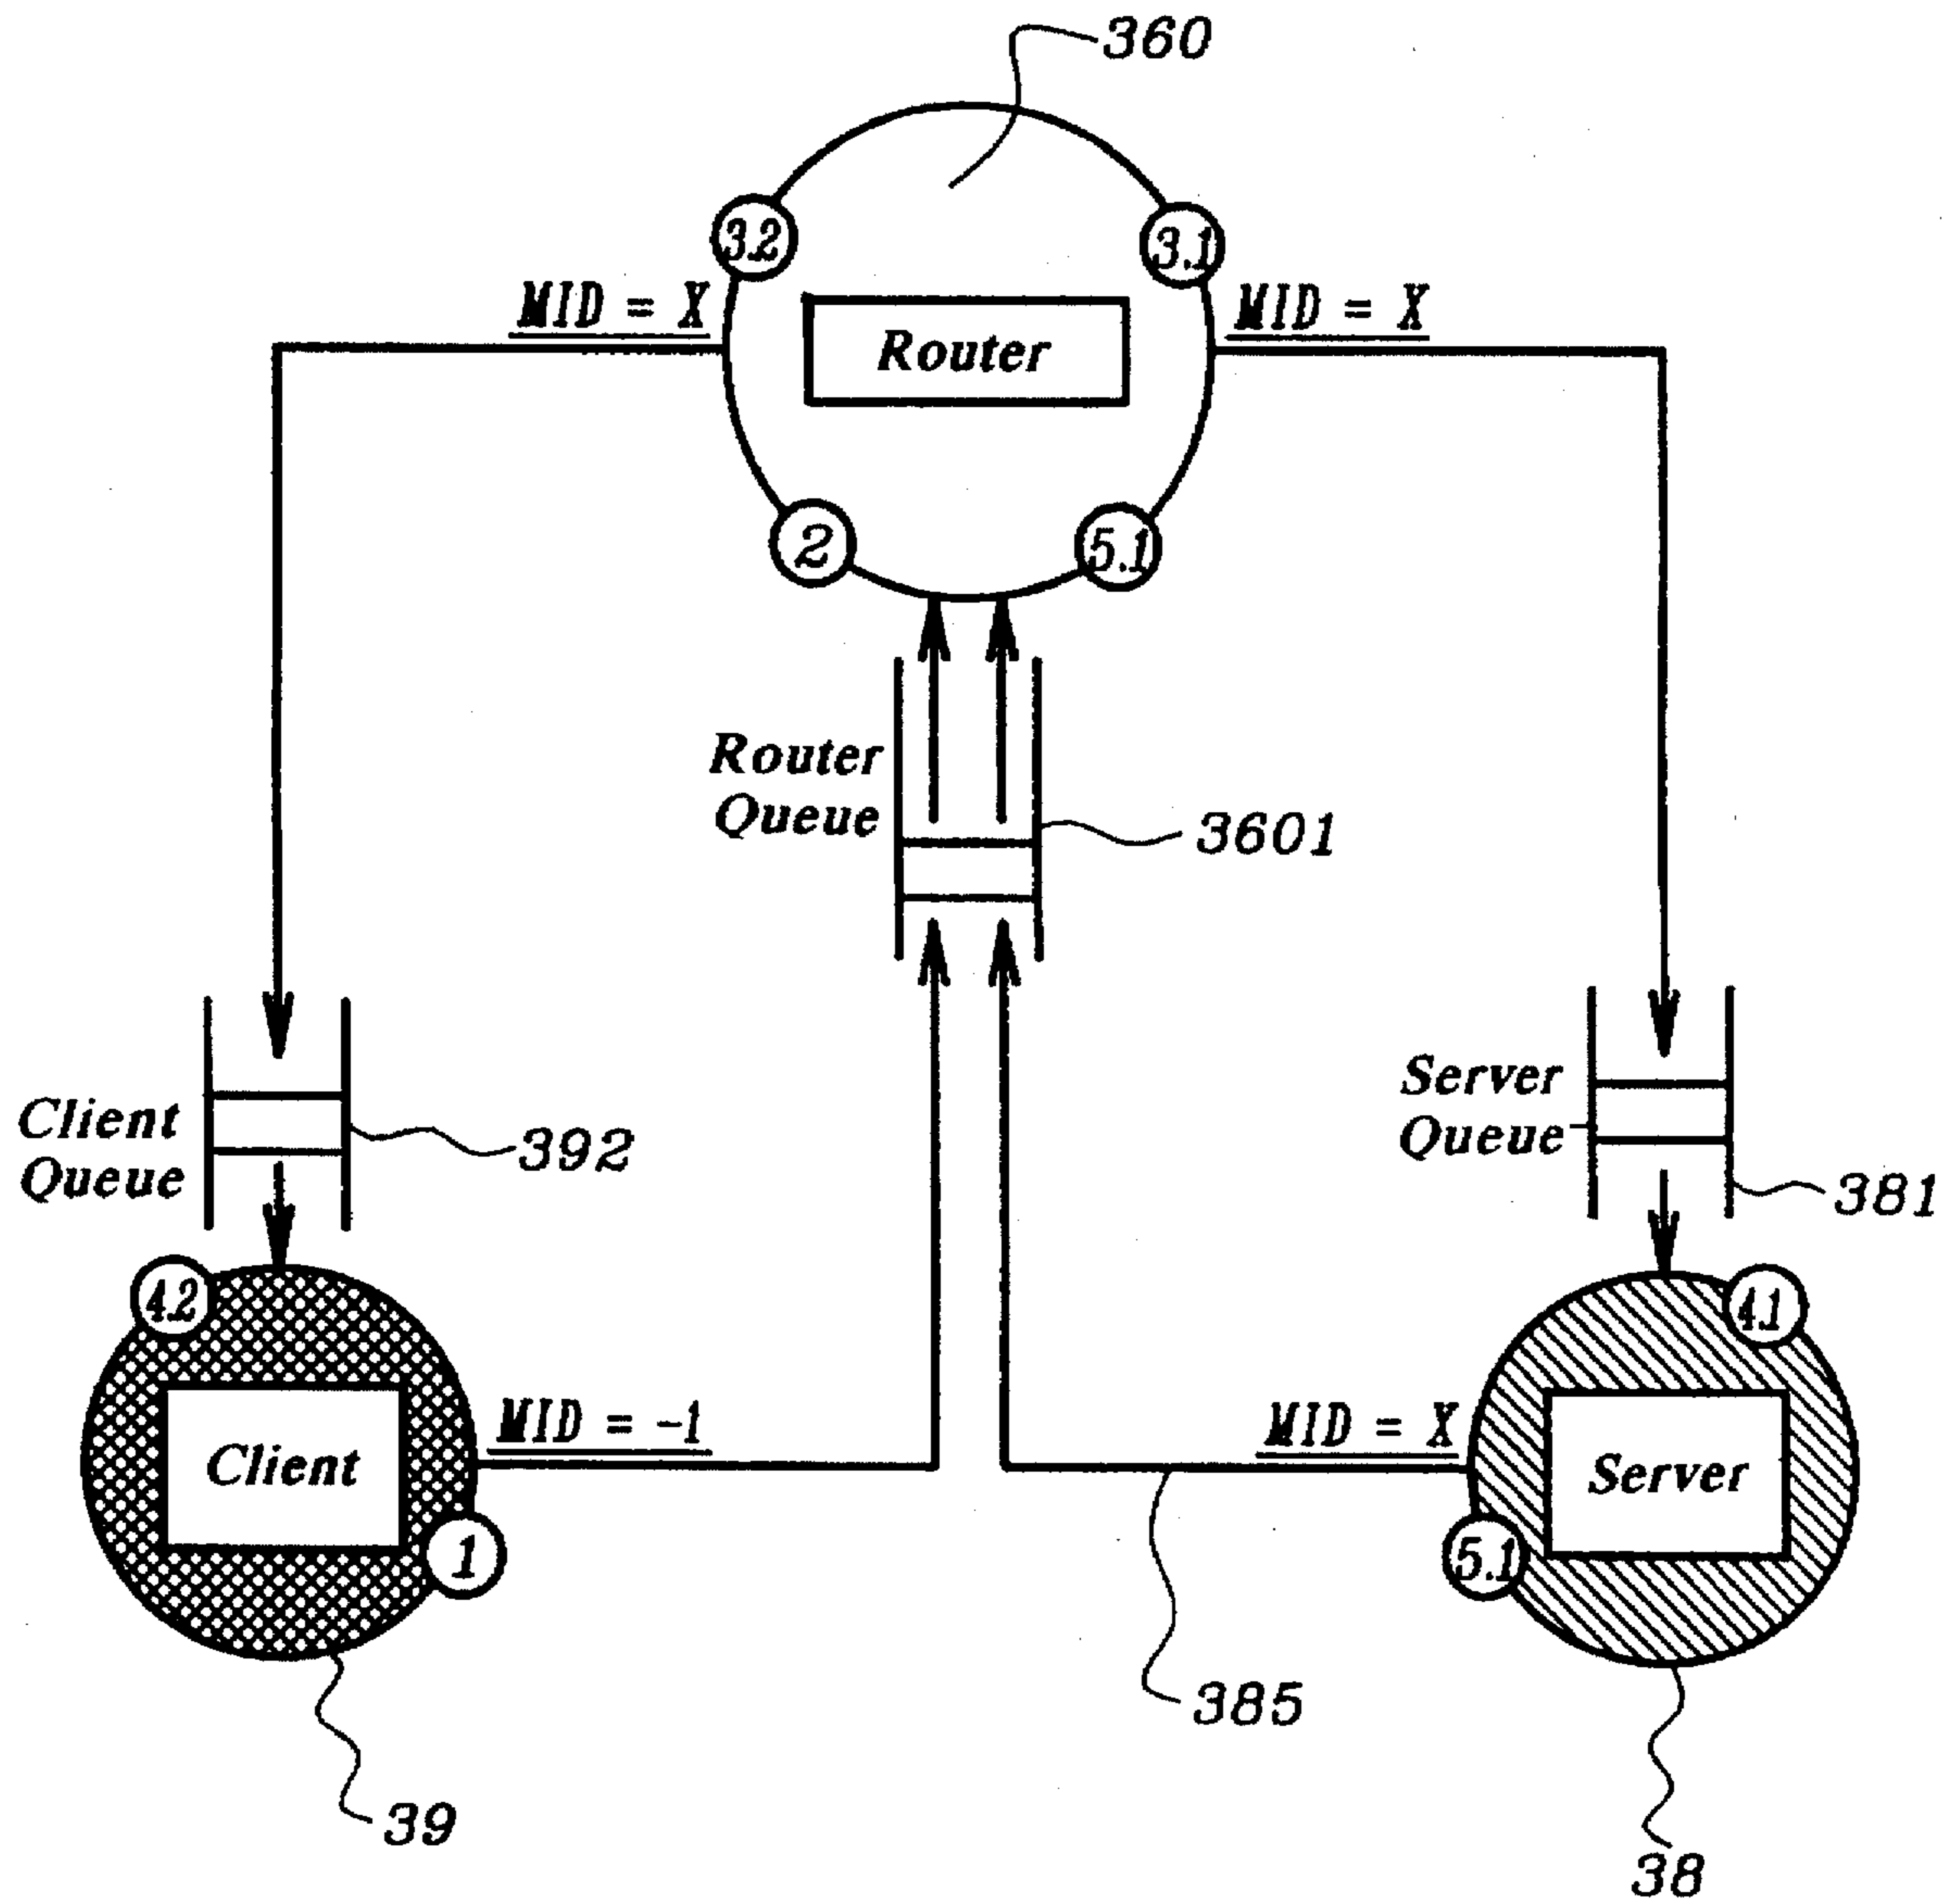 360
3.2
3.1
MID = X
MID = X
Router
2
5.1
Router
Queue
3601
Server
Queue
Client
Queue
392
381
4.2
4.1
MID = -1
MID = X
Client
Server
1
5.1
385
39
38